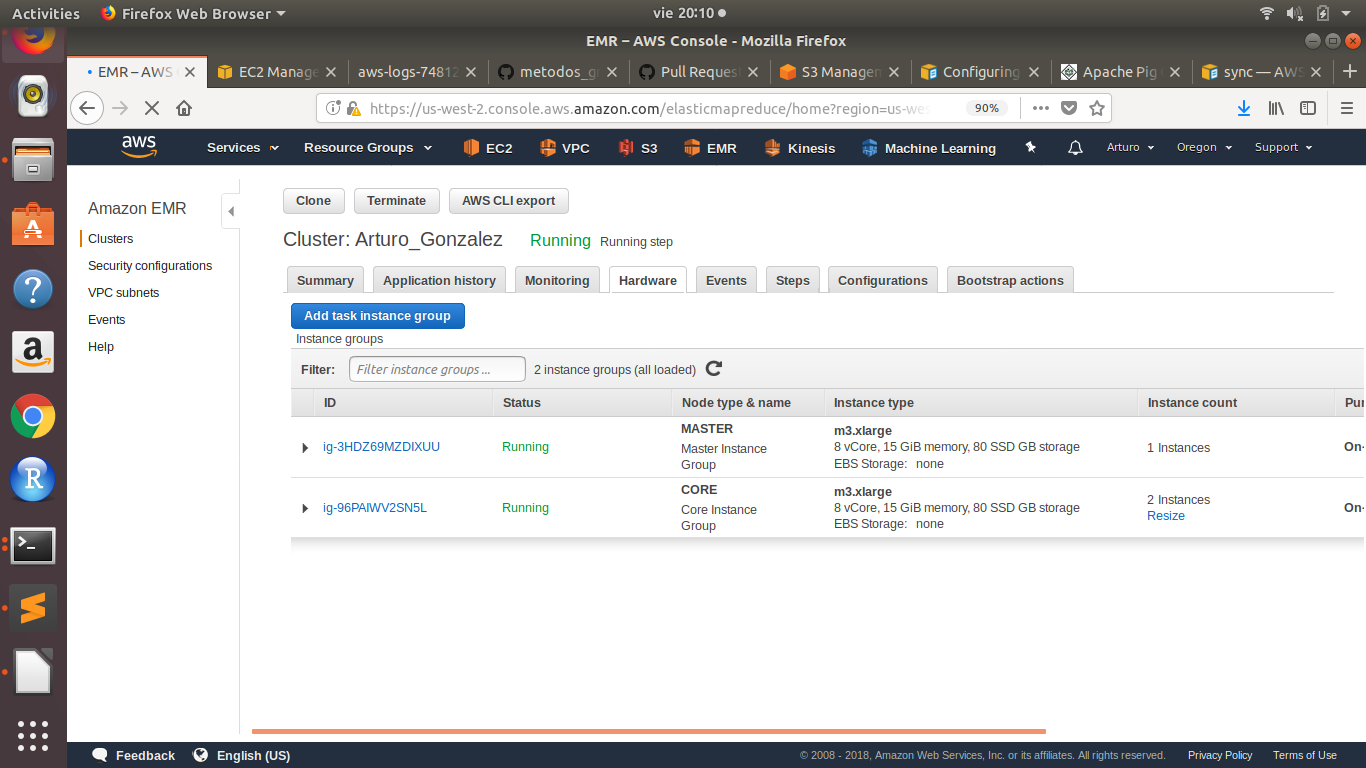 Activities Firefox Web Browser vie 20:10
EMR – AWS Console - Mozilla Firefox
EMR – AWS EC2 Manage aws-logs-74812 metodos_g Pull Reques S3 Managem Configuring Apache Pig sync — AWS
https://us-west-2.console.aws.amazon.com/elasticmapreduce/home?region=us-we 90%
aws Services Resource Groups EC2 VPC S3 EMR Kinesis Machine Learning Arturo Oregon Support
Amazon EMR
Clusters
Security configurations
VPC subnets
Events
Help
Clone Terminate AWS CLI export
Cluster: Arturo_Gonzalez Running Running step
Summary Application history Monitoring Hardware Events Steps Configurations Bootstrap actions
Add task instance group
Instance groups
Filter: Filter instance groups ... 2 instance groups (all loaded)
ID Status Node type & name Instance type Instance count Pur
ig-3HDZ69MZDIXUU Running MASTER
Master Instance
Group
m3.xlarge
8 vCore, 15 GiB memory, 80 SSD GB storage
EBS Storage: none
1 Instances On-
ig-96PAIWV2SN5L Running CORE
Core Instance
Group
m3.xlarge
8 vCore, 15 GiB memory, 80 SSD GB storage
EBS Storage: none
2 Instances
Resize
On-
Feedback English (US) © 2008 - 2018, Amazon Web Services, Inc. or its affiliates. All rights reserved. Privacy Policy Terms of Use